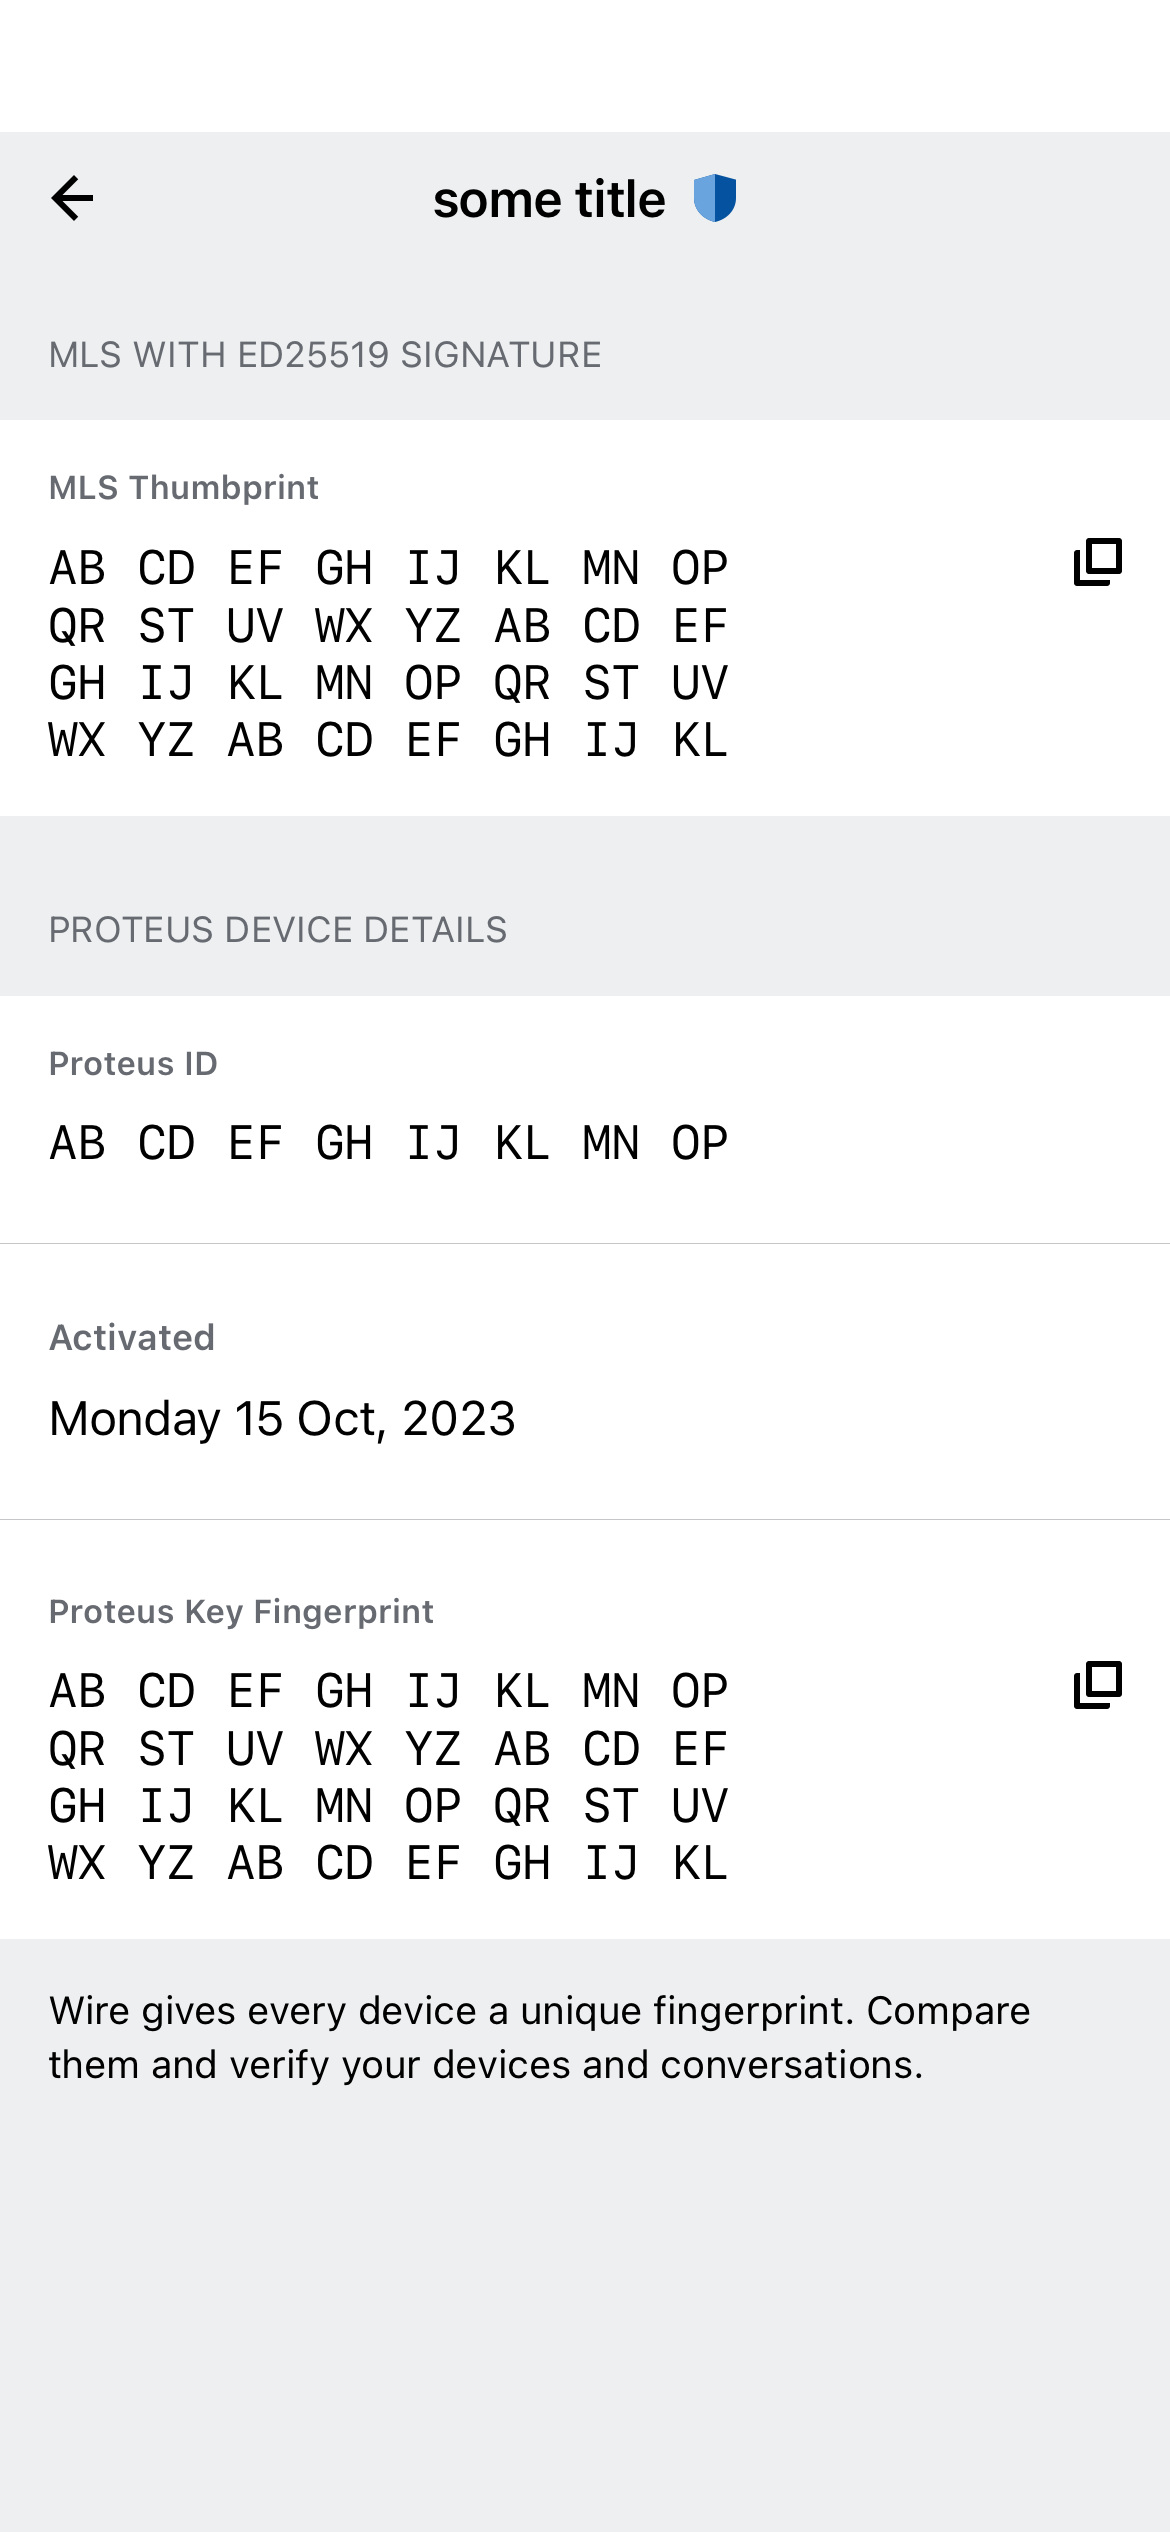 some title
MLS WITH ED25519 SIGNATURE
MLS Thumbprint
AB CD EF GH IJ KL MN OP
QR ST UV WX YZ AB CD EF
GH IJ KL MN OP QR ST UV
WX YZ AB CD EF GH IJ KL
PROTEUS DEVICE DETAILS
Proteus ID
AB CD EF GH IJ KL MN OP
Activated
Monday 15 Oct, 2023
Proteus Key Fingerprint
AB CD EF GH IJ KL MN OP
QR ST UV WX YZ AB CD EF
GH IJ KL MN OP QR ST UV
WX YZ AB CD EF GH IJ KL
Wire gives every device a unique fingerprint. Compare
them and verify your devices and conversations.